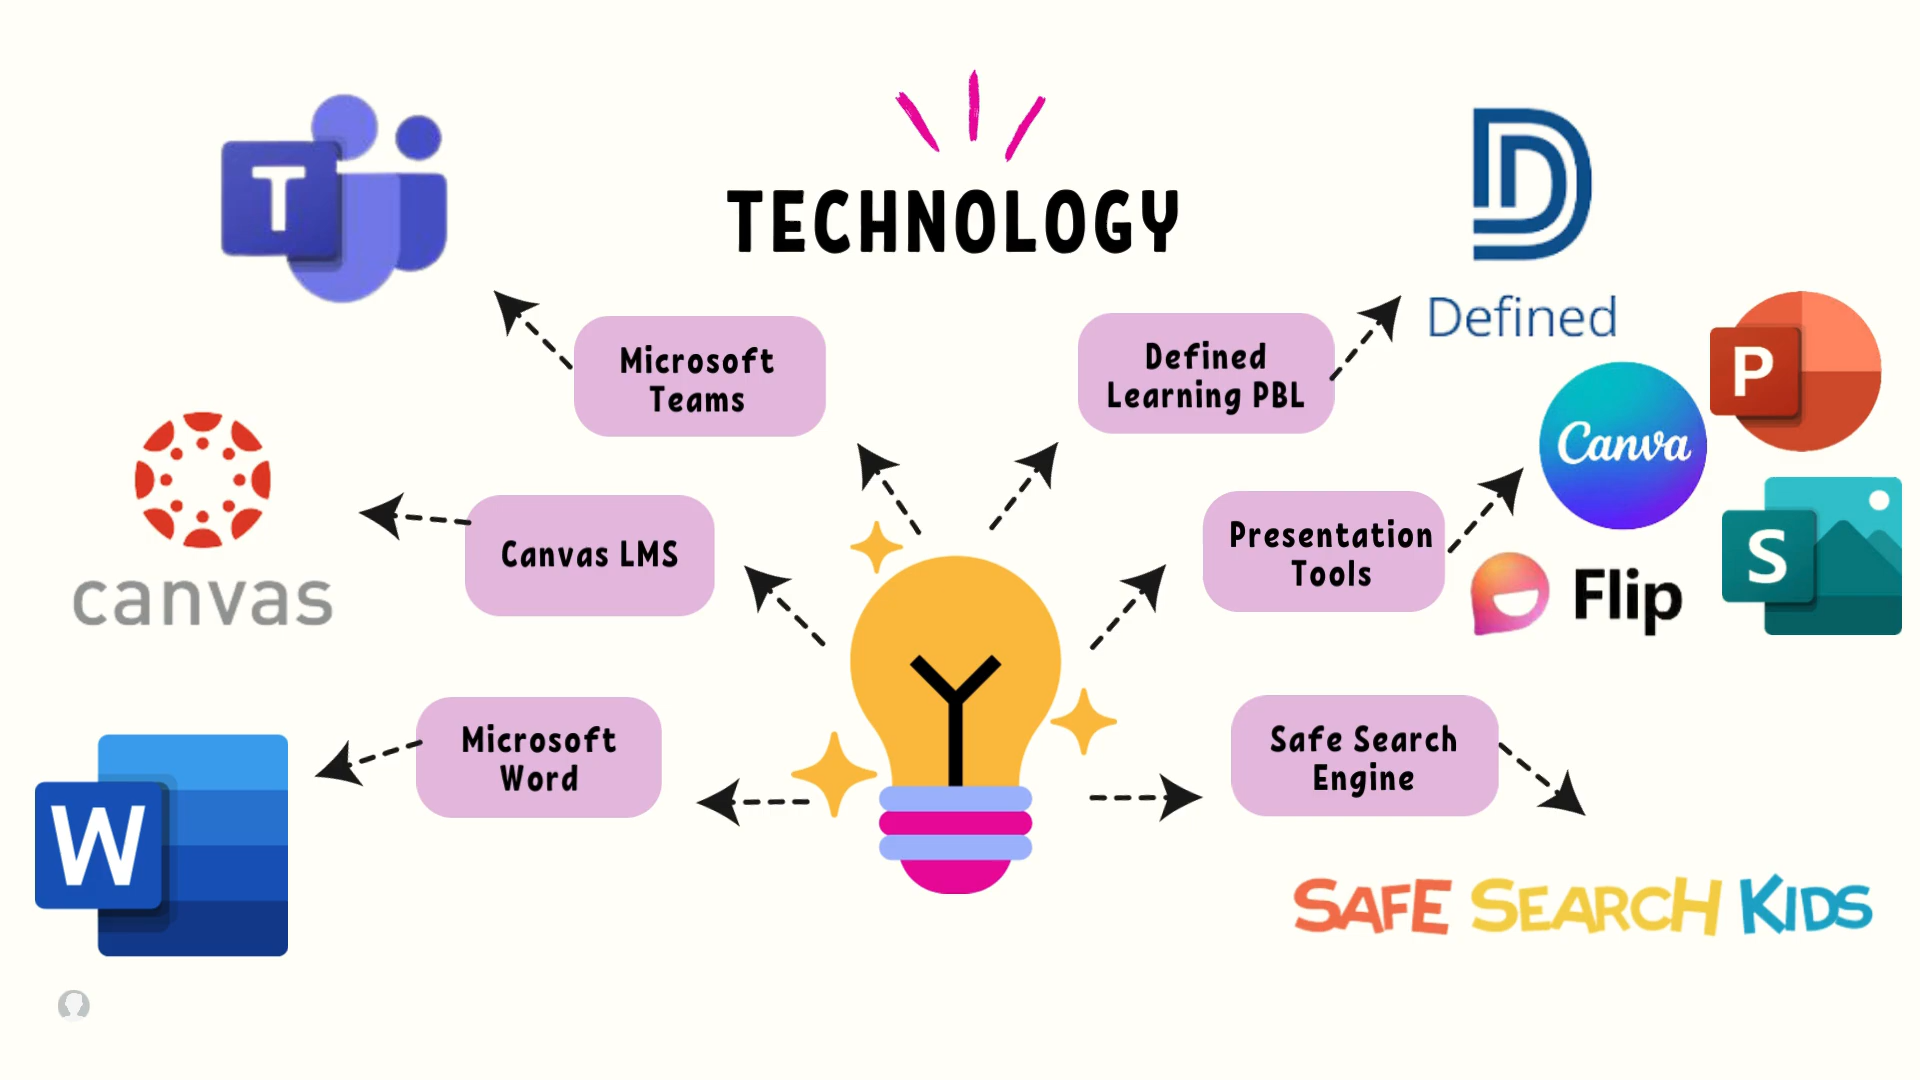 TECHNOLOGY
T
Microsoft
Teams
canvas
Canvas LMS
W
Microsoft
Word
D
Defined
Defined
Learning PBL
P
Canva
S
Flip
Presentation
Tools
Safe Search
Engine
SAFE SEARCH KIDS